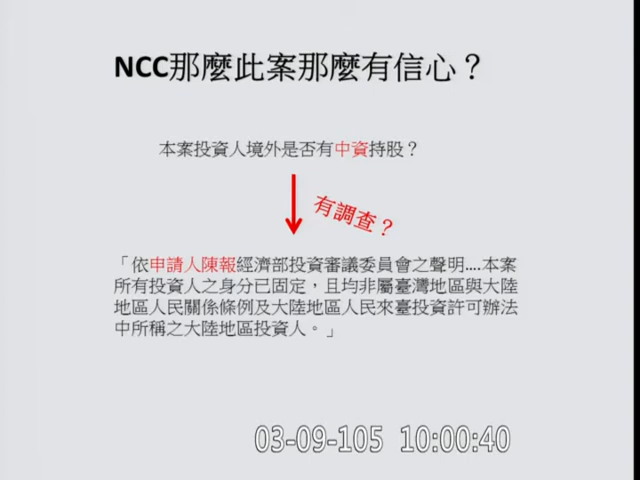 NCC那麼此案那麼有信心？
本案投資人境外是否有中資持股？
有調查？
「依申請人陳報經濟部投資審議委員會之聲明....本案
所有投資人之身分已固定，且均非屬臺灣地區與大陸
地區人民關係條例及大陸地區人民來臺投資許可辦法
中所稱之大陸地區投資人。」
03-09-105 10:00:40